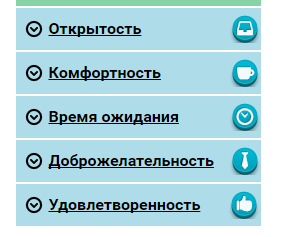 Открытость
Комфортность
Время ожидания
Доброжелательность
Удовлетворенность